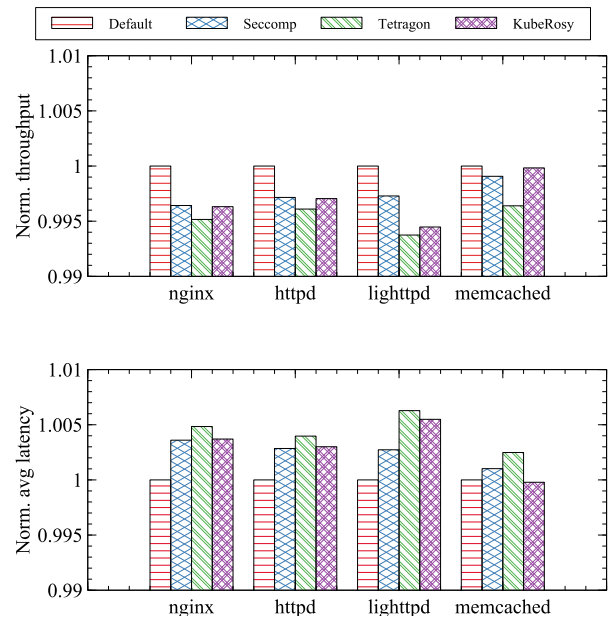 Default Seccomp Tetragon KubeRosy
Norm. throughput
1.01
1.005
1
0.995
0.99
nginx httpd lighttpd memcached
Norm. avg latency
1.01
1.005
1
0.995
0.99
nginx httpd lighttpd memcached